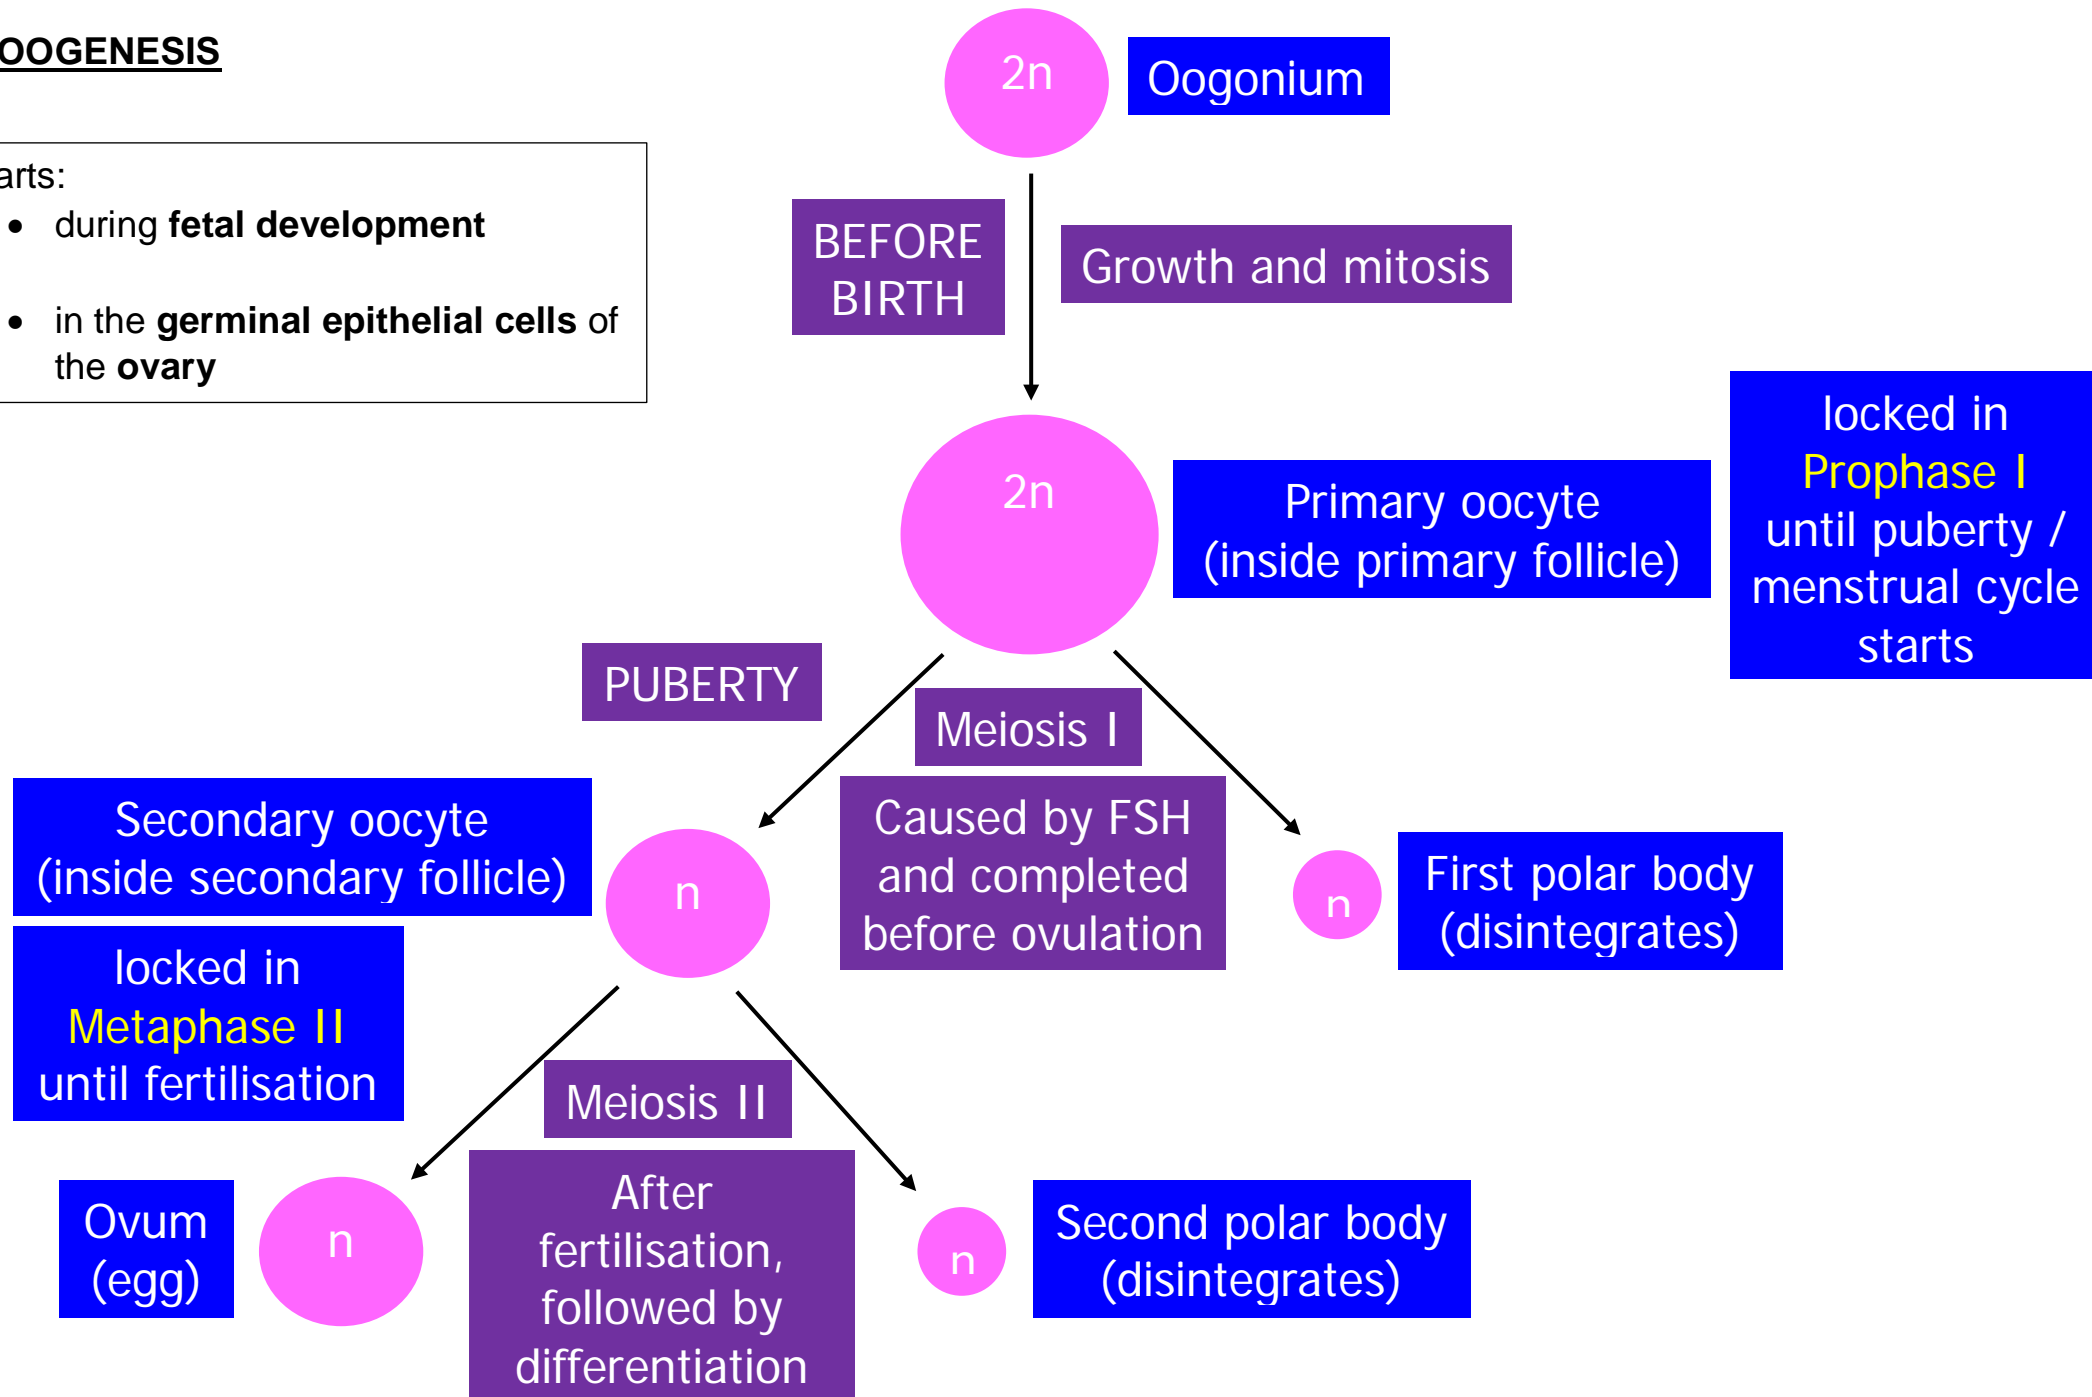 OOGENESIS
2n
Oogonium
arts:
• during fetal development
• in the germinal epithelial cells of
the ovary
BEFORE
BIRTH
Growth and mitosis
2n
Primary oocyte
(inside primary follicle)
locked in
Prophase I
until puberty /
menstrual cycle
starts
PUBERTY
Meiosis I
Caused by FSH
and completed
before ovulation
Secondary oocyte
(inside secondary follicle)
n
n
First polar body
(disintegrates)
locked in
Metaphase II
until fertilisation
Meiosis II
After
fertilisation,
followed by
differentiation
Ovum
(egg)
n
n
Second polar body
(disintegrates)